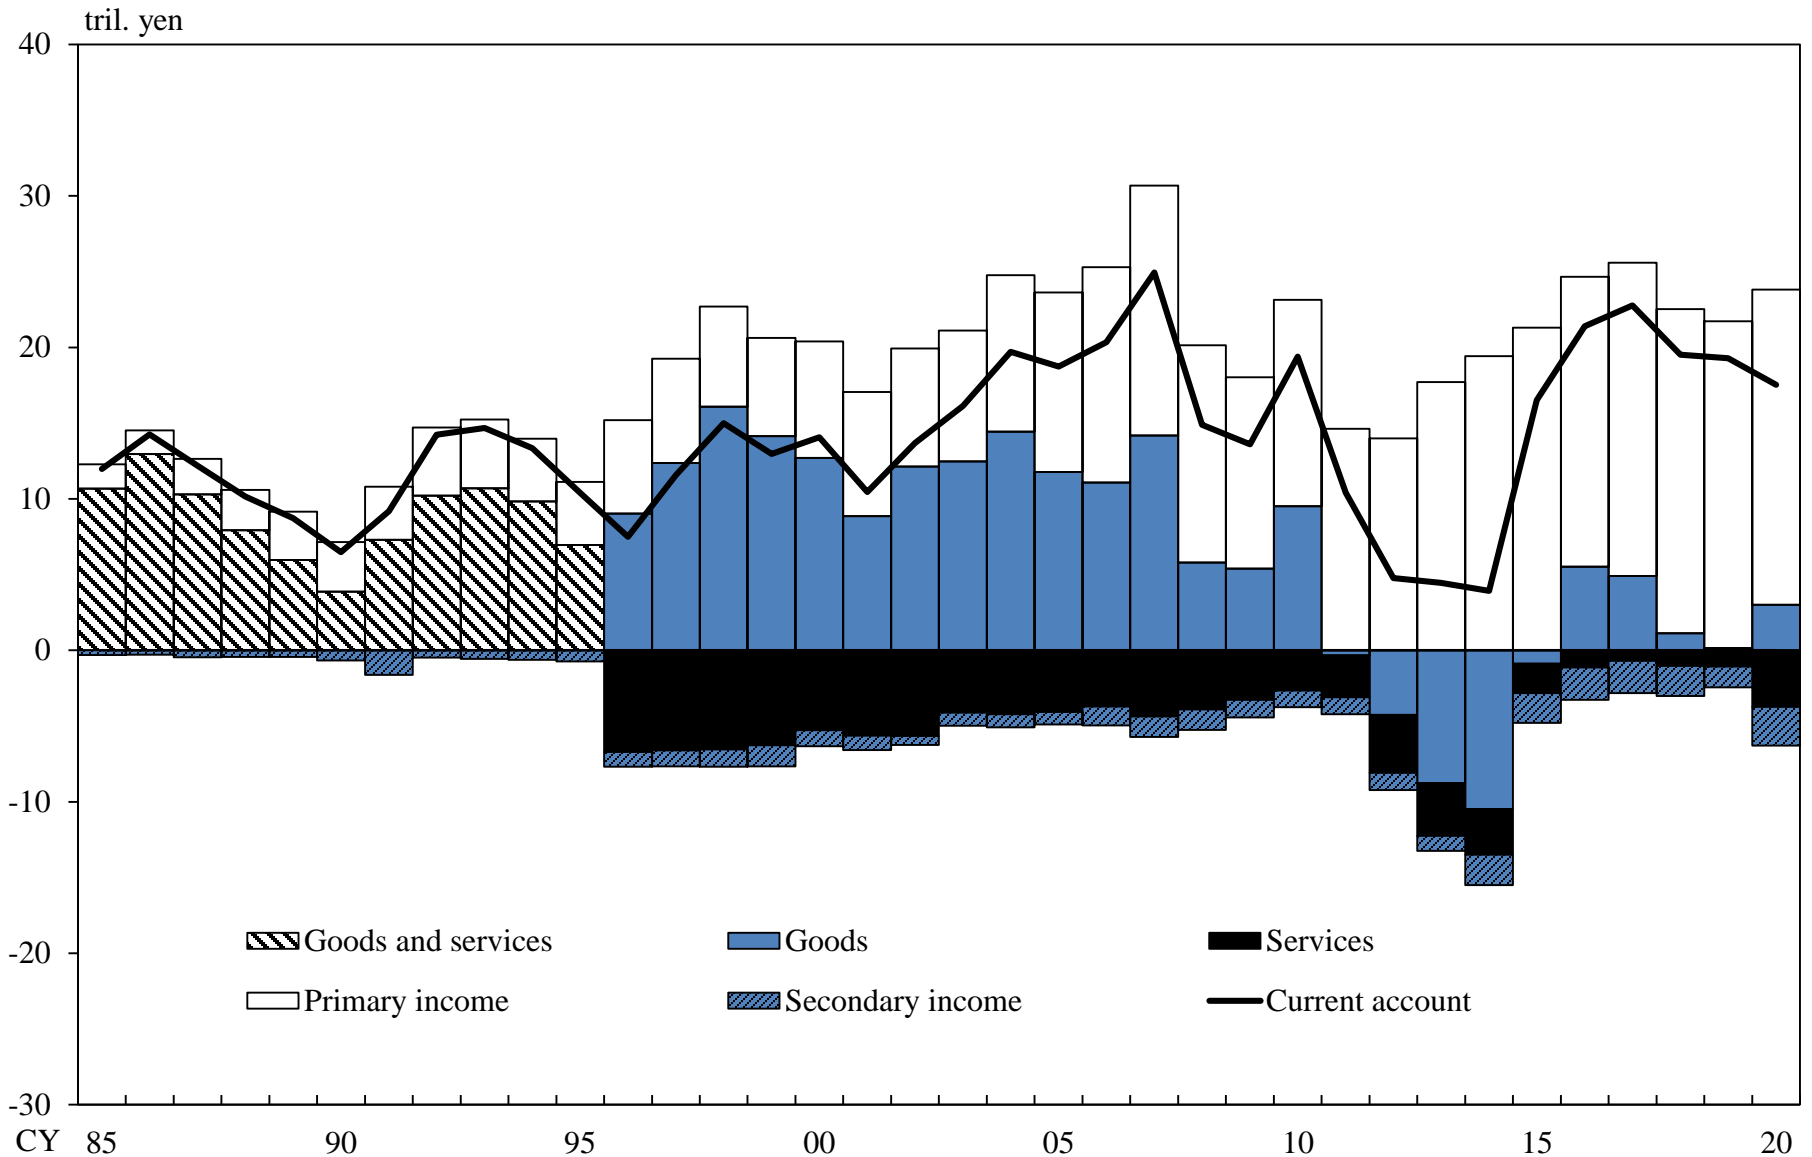 tril. yen
40
30
20
10
0
-10
Goods and services Goods Services
-20
Primary income Secondary income Current account
-30
CY 85 90 95 00 05 10 15 20